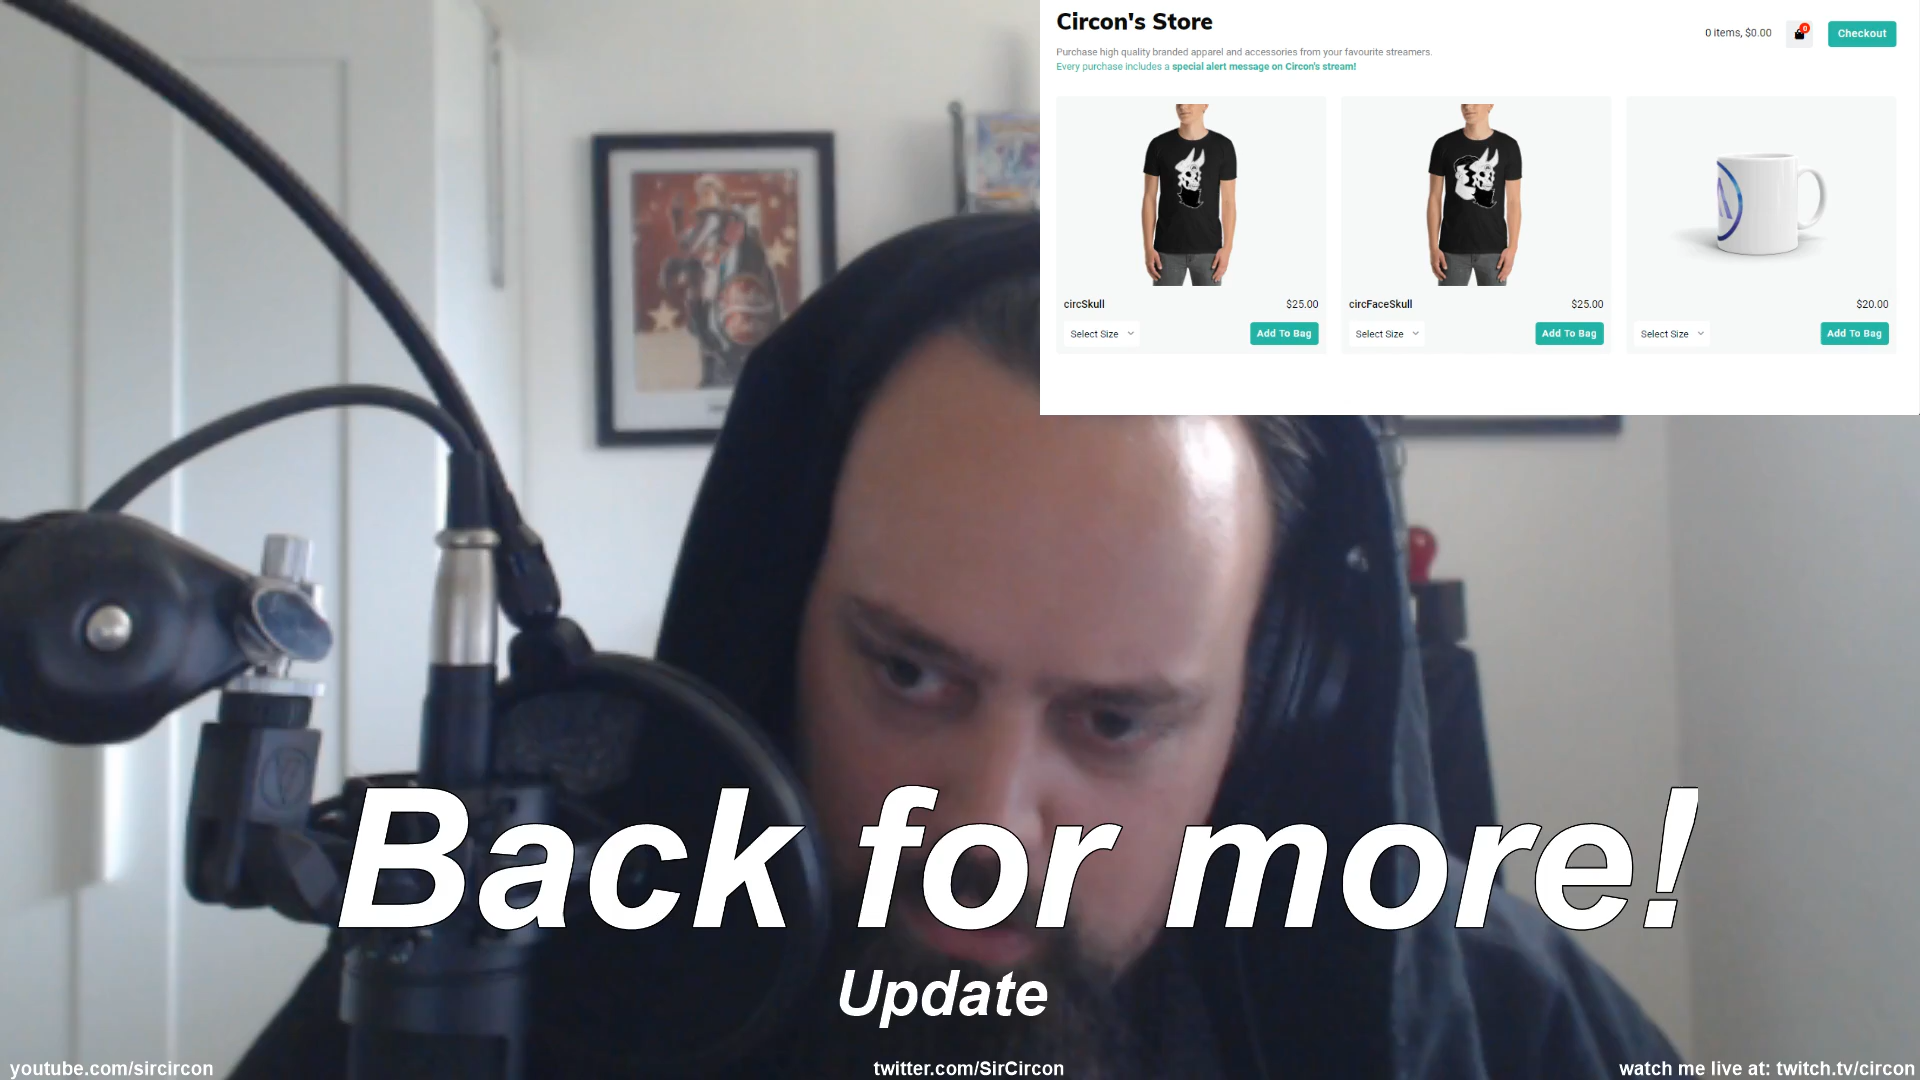 Circon's Store
0 items, $0.00
0
Checkout
Purchase high quality branded apparel and accessories from your favourite streamers.
Every purchase includes a special alert message on Circon's stream!
circSkull $25.00
Select Size Add To Bag
circFaceSkull $25.00
Select Size Add To Bag
$20.00
Select Size Add To Bag
Back for more!
Update
youtube.com/sircircon
twitter.com/SirCircon
watch me live at: twitch.tv/circon